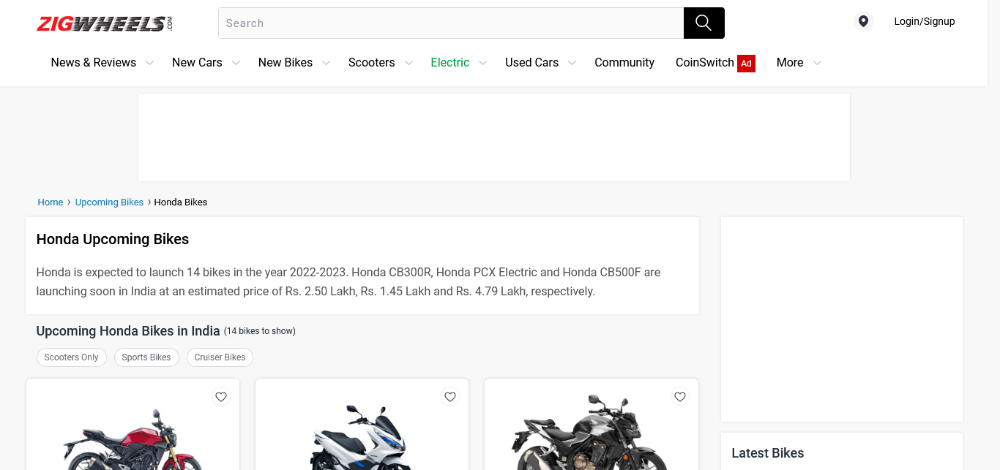 ZIGWHEELS.COM
Search
Login/Signup
News & Reviews
New Cars
New Bikes
Scooters
Electric
Used Cars
Community
CoinSwitch Ad
More
Home › Upcoming Bikes › Honda Bikes
Honda Upcoming Bikes
Honda is expected to launch 14 bikes in the year 2022-2023. Honda CB300R, Honda PCX Electric and Honda CB500F are
launching soon in India at an estimated price of Rs. 2.50 Lakh, Rs. 1.45 Lakh and Rs. 4.79 Lakh, respectively.
Upcoming Honda Bikes in India (14 bikes to show)
Scooters Only
Sports Bikes
Cruiser Bikes
Latest Bikes